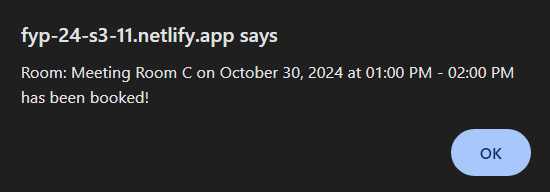 fyp-24-s3-11.netlify.app says
Room: Meeting Room C on October 30, 2024 at 01:00 PM - 02:00 PM
has been booked!
OK